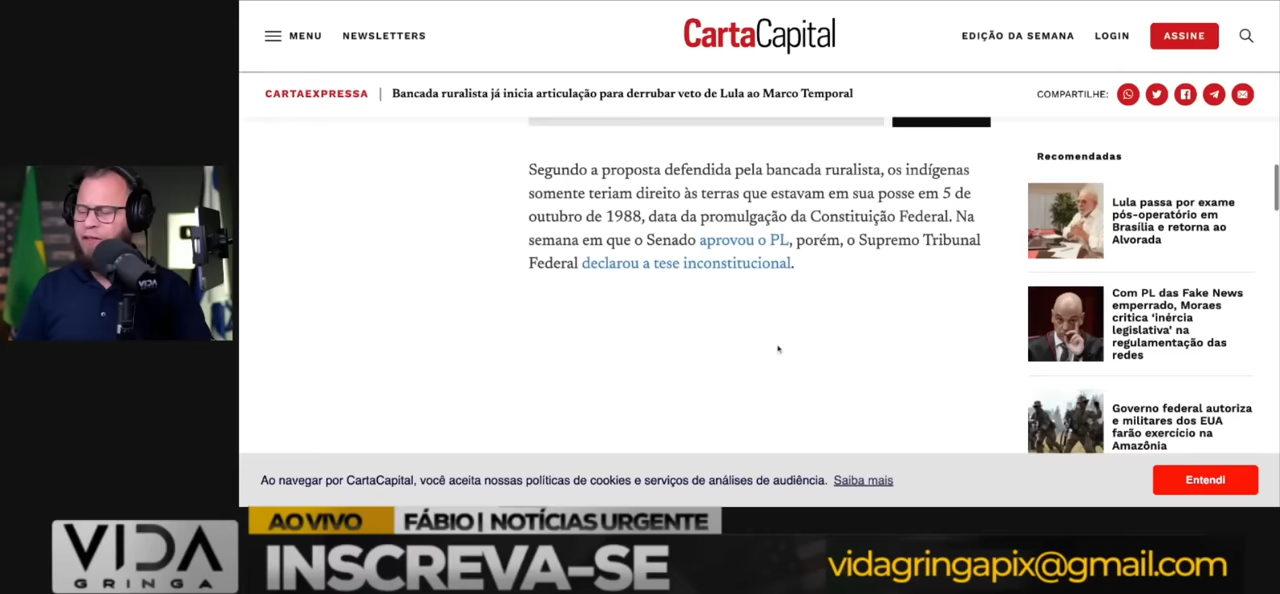 MENU
NEWSLETTERS
CartaCapital
EDIÇÃO DA SEMANA
LOGIN
ASSINE
CARTAEXPRESSA | Bancada ruralista já inicia articulação para derrubar veto de Lula ao Marco Temporal
COMPARTILHE:
Segundo a proposta defendida pela bancada ruralista, os indígenas
somente teriam direito às terras que estavam em sua posse em 5 de
outubro de 1988, data da promulgação da Constituição Federal. Na
semana em que o Senado aprovou o PL, porém, o Supremo Tribunal
Federal declarou a tese inconstitucional.
Recomendadas
Lula passa por exame
pós-operatório em
Brasília e retorna ao
Alvorada
Com PL das Fake News
emperrado, Moraes
critica ‘inércia
legislativa’ na
regulamentação das
redes
Governo federal autoriza
e militares dos EUA
farão exercício na
Amazônia
Ao navegar por CartaCapital, você aceita nossas políticas de cookies e serviços de análises de audiência. Saiba mais
Entendi
VIDA
VIDA
GRINGA
AO VIVO
FÁBIO | NOTÍCIAS URGENTE
INSCREVA-SE
vidagringapix@gmail.com